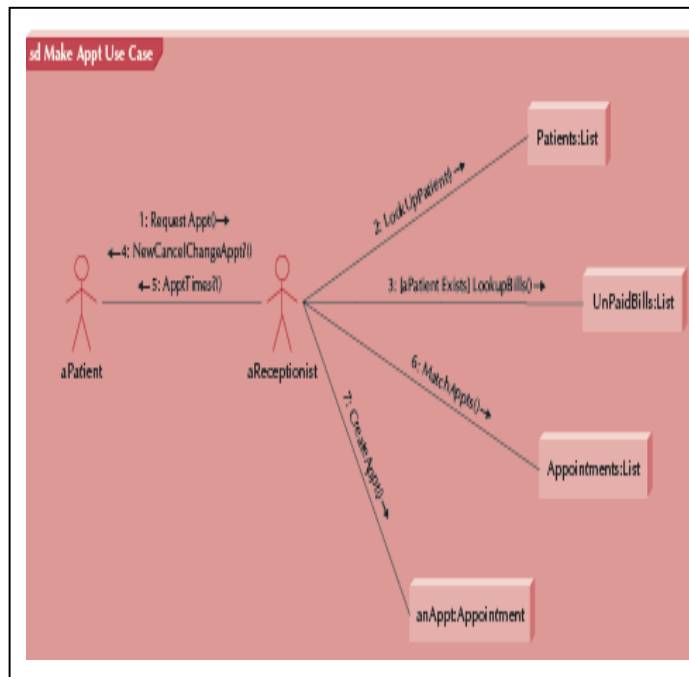 sd Make Appt Use Case
Patients:List
2: LookUpPatient()
1: RequestAppt()
4: NewCancelChangeAppt?()
5: ApptTimes?()
3: [aPatient Exists] LookupBills()
UnPaidBills:List
aPatient
aReceptionist
6: MatchAppts()
7: CreateAppt()
Appointments:List
anAppt:Appointment